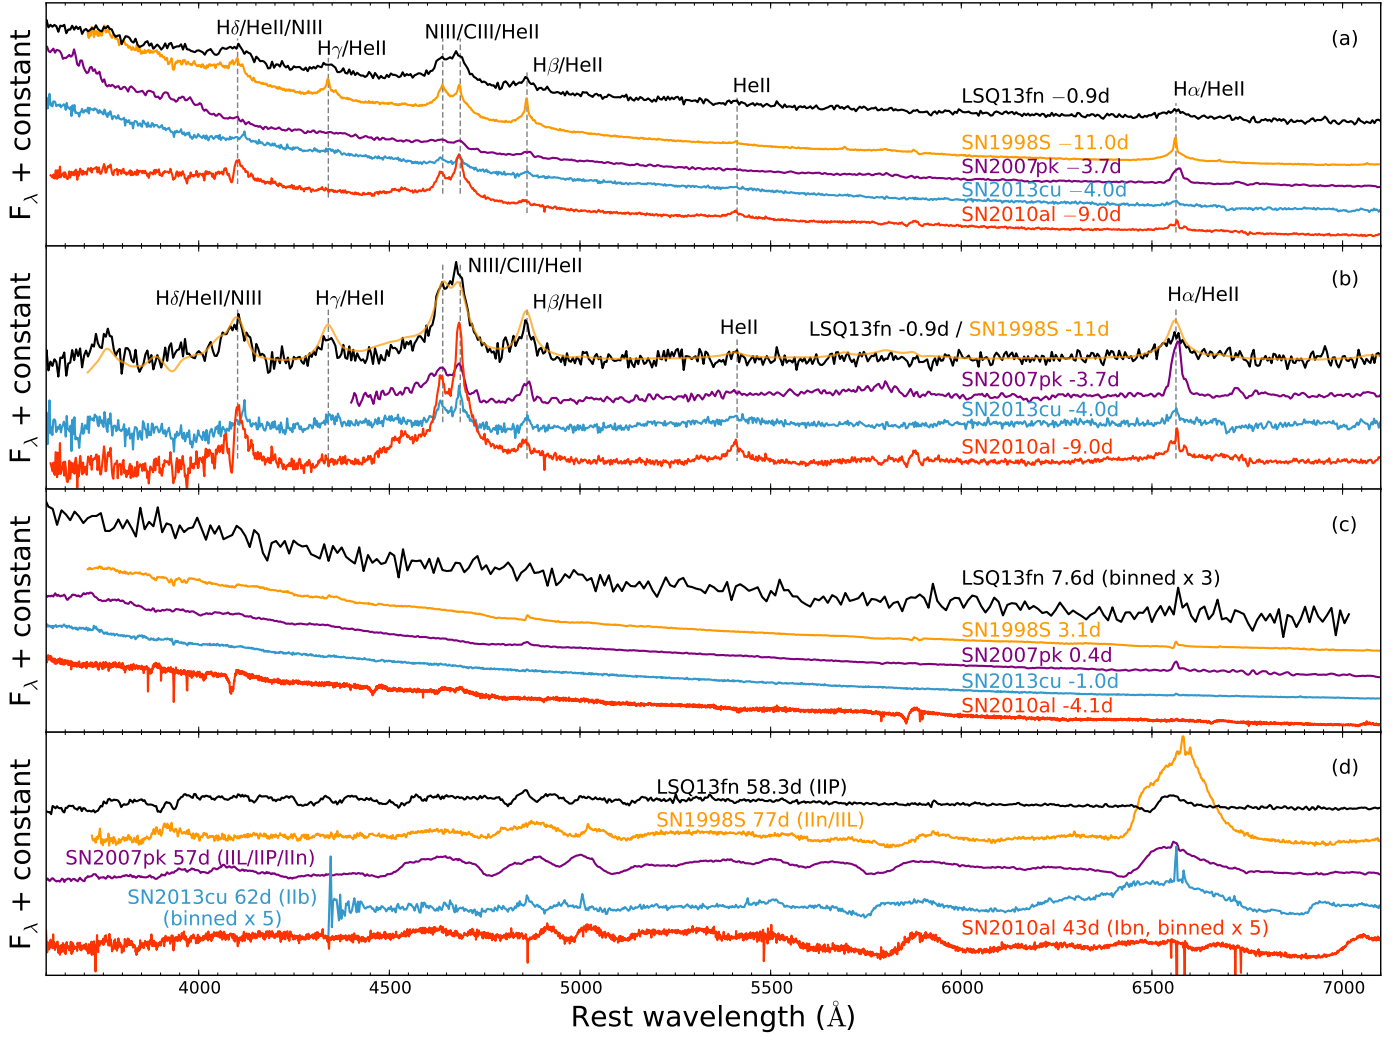 Hδ/HeII/NIII
Hγ/HeII
NIII/CIII/HeII
Hβ/HeII
HeII
Hα/HeII
(a)
LSQ13fn −0.9d
SN1998S −11.0d
SN2007pk −3.7d
SN2013cu −4.0d
SN2010al −9.0d
Fλ + constant
Hδ/HeII/NIII
Hγ/HeII
NIII/CIII/HeII
Hβ/HeII
HeII
Hα/HeII
(b)
LSQ13fn -0.9d / SN1998S -11d
SN2007pk -3.7d
SN2013cu -4.0d
SN2010al -9.0d
Fλ + constant
(c)
LSQ13fn 7.6d (binned x 3)
SN1998S 3.1d
SN2007pk 0.4d
SN2013cu -1.0d
SN2010al -4.1d
Fλ + constant
(d)
LSQ13fn 58.3d (IIP)
SN1998S 77d (IIn/IIL)
SN2007pk 57d (IIL/IIP/IIn)
SN2013cu 62d (IIb)
(binned x 5)
SN2010al 43d (Ibn, binned x 5)
Fλ + constant
4000 4500 5000 5500 6000 6500 7000
Rest wavelength (Å)